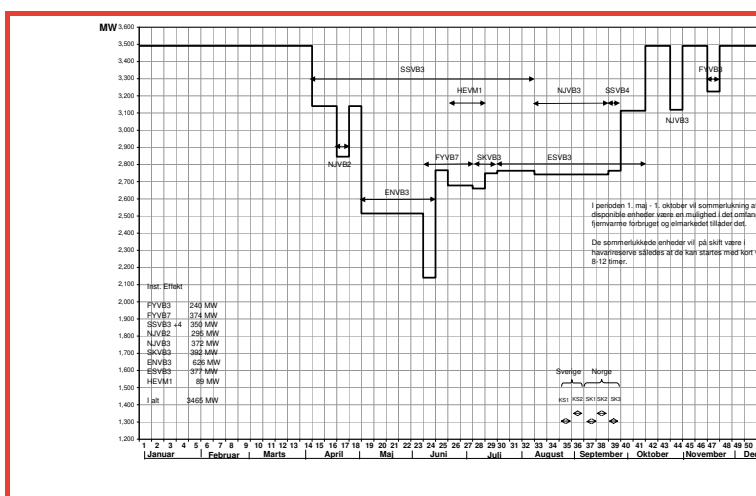 MW 3,600
3,500
3,400
3,300
3,200
3,100
3,000
2,900
2,800
2,700
2,600
2,500
2,400
2,300
2,200
2,100
2,000
1,900
1,800
1,700
1,600
1,500
1,400
1,300
1,200
SSVB3
FYVB3
HEVM1
NJVB3
SSVB4
NJVB3
NJVB2
FYVB7
SKVB3
ESVB3
ENVB3
I perioden 1. maj - 1. oktober vil sommerlukning af
disponible enheder være en mulighed i det omfang
fjernvarme forbruget og elmarkedet tillader det.
De sommerlukkede enheder vil på skift være i
havarireserve således at de kan startes med kort
8-12 timer.
Inst. Effekt
FYVB3 240 MW
FYVB7 374 MW
SSVB3 +4 350 MW
NJVB2 295 MW
NJVB3 372 MW
SKVB3 392 MW
ENVB3 626 MW
ESVB3 377 MW
HEVM1 89 MW
I alt 3465 MW
Sverige Norge
KS1 KS2 SK1 SK2 SK3
1 2 3 4 5 6 7 8 9 10 11 12 13 14 15 16 17 18 19 20 21 22 23 24 25 26 27 28 29 30 31 32 33 34 35 36 37 38 39 40 41 42 43 44 45 46 47 48 49 50
Januar Februar Marts April Maj Juni Juli August September Oktober November De